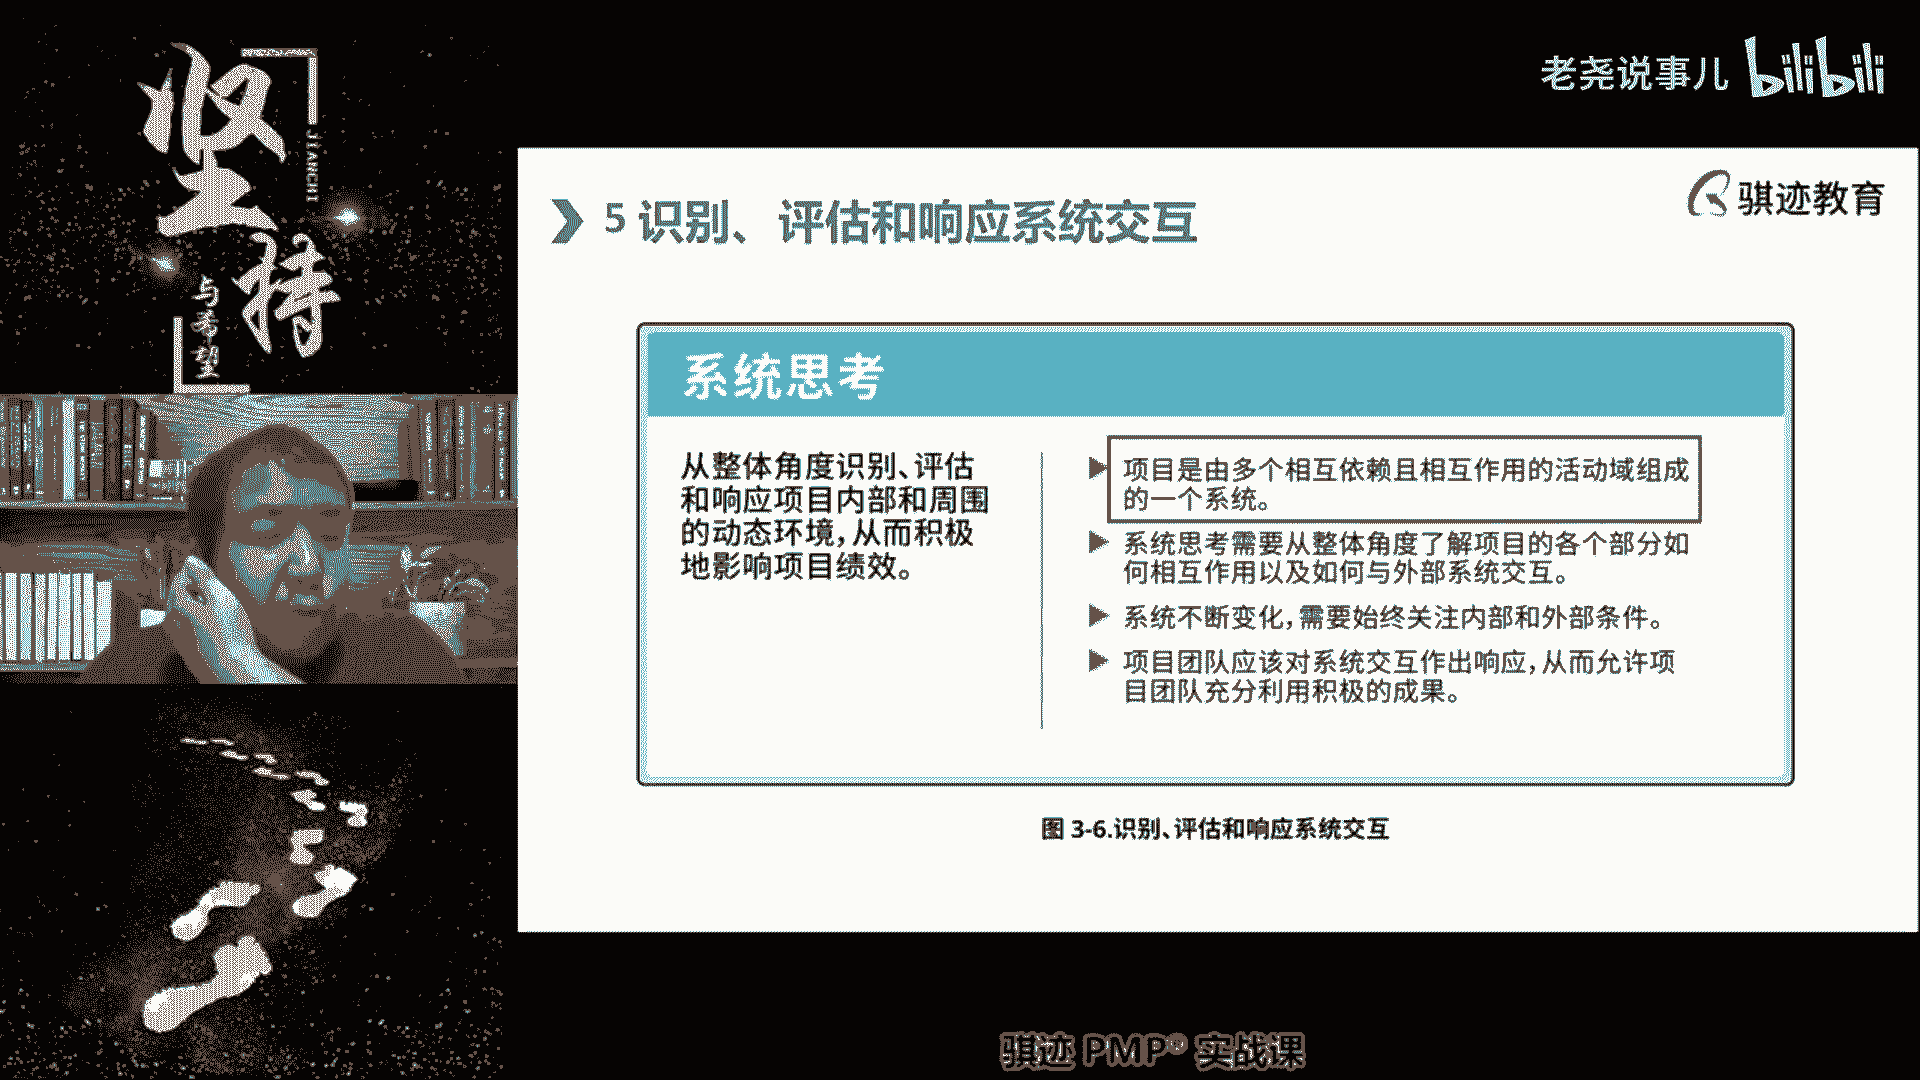 坚持
JIANCHI
与希望
老尧说事儿 bilibili
骐迹教育
5 识别、评估和响应系统交互
系统思考
从整体角度识别、评估
和响应项目内部和周围
的动态环境，从而积极
地影响项目绩效。
项目是由多个相互依赖且相互作用的活动域组成
的一个系统。
系统思考需要从整体角度了解项目的各个部分如
何相互作用以及如何与外部系统交互。
系统不断变化，需要始终关注内部和外部条件。
项目团队应该对系统交互作出响应，从而允许项
目团队充分利用积极的成果。
图 3-6.识别、评估和响应系统交互
骐迹 PMP® 实战课